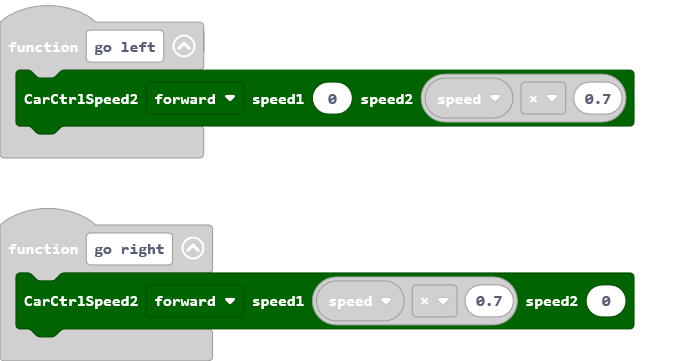 function go left
CarCtrlSpeed2 forward speed1 0 speed2 speed × 0.7
function go right
CarCtrlSpeed2 forward speed1 speed × 0.7 speed2 0